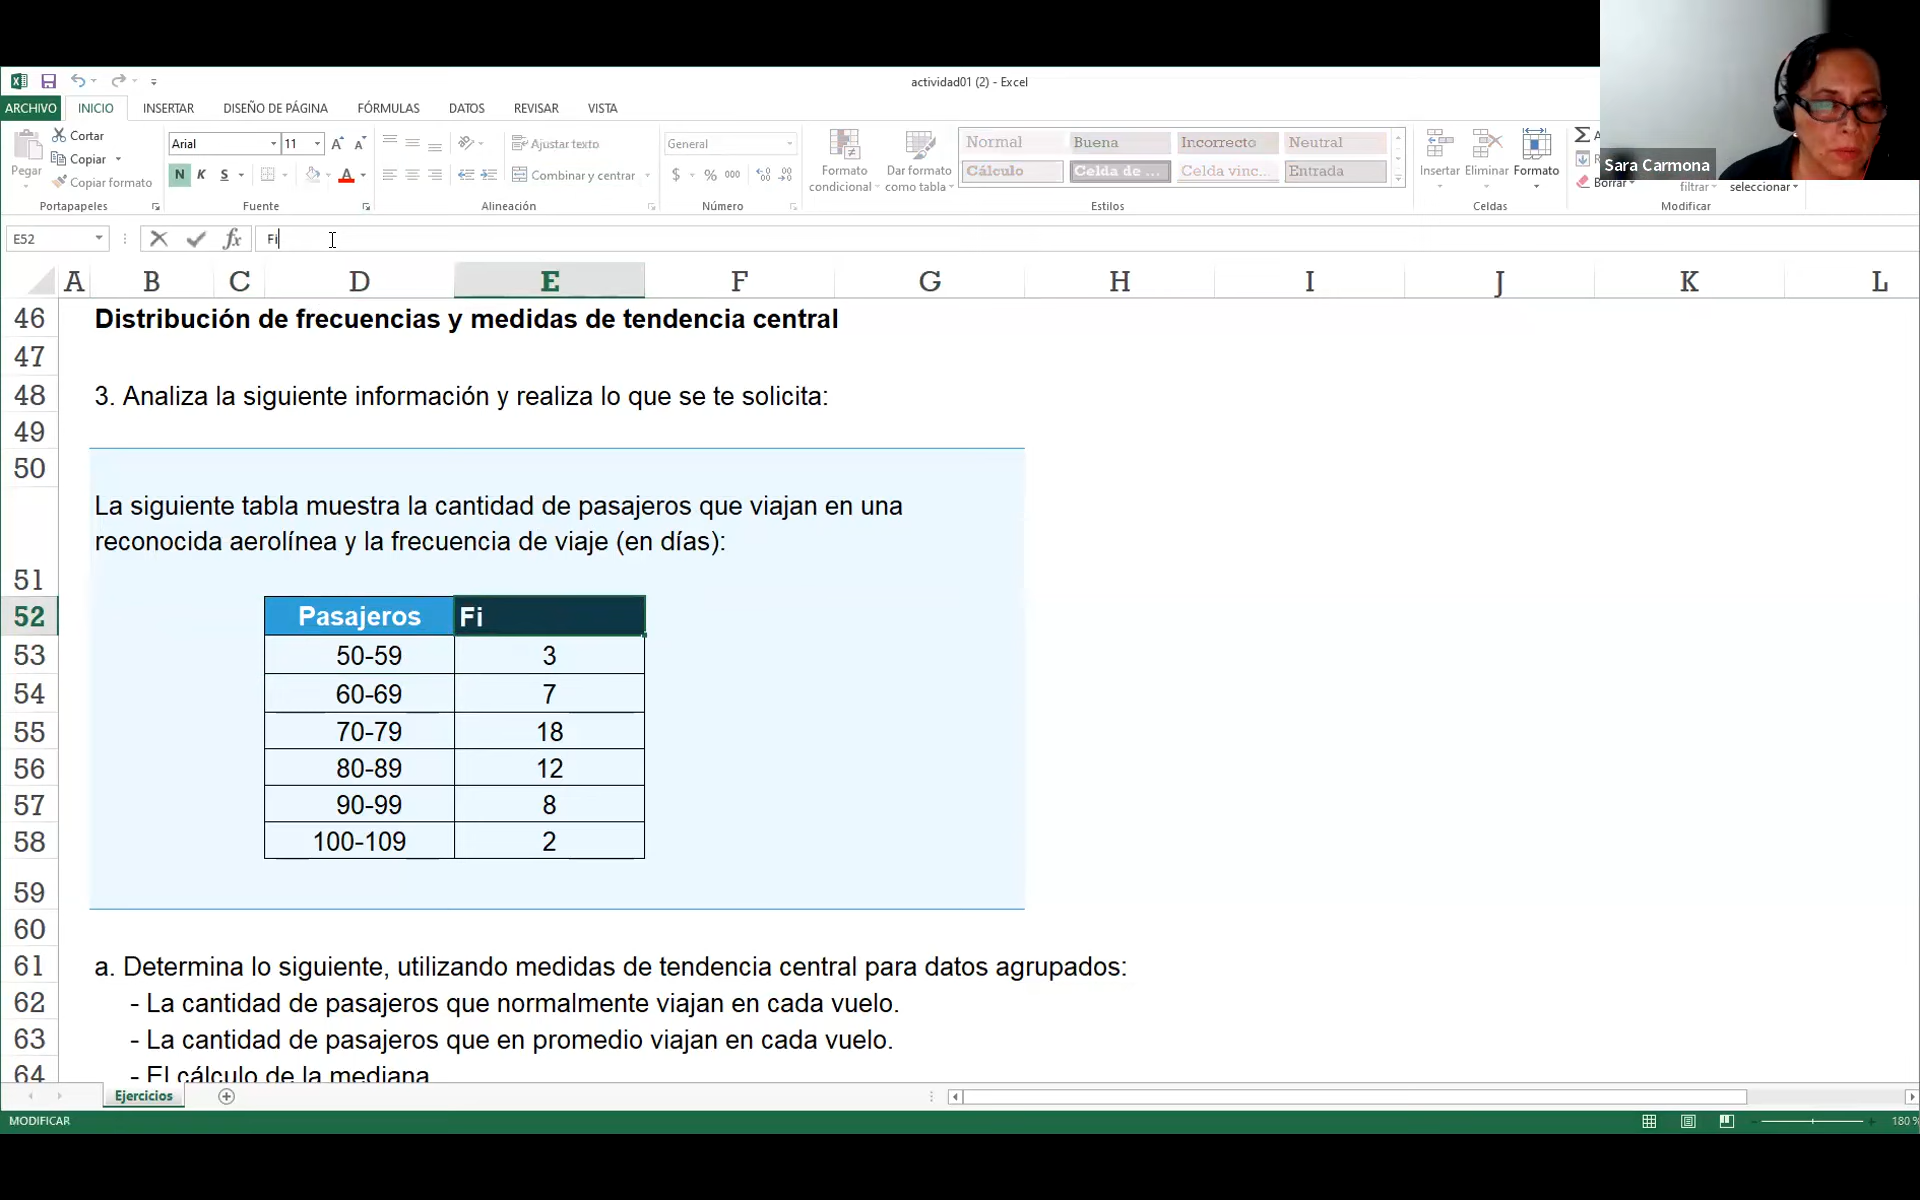 actividad01 (2) - Excel
ARCHIVO INICIO INSERTAR DISEÑO DE PÁGINA FÓRMULAS DATOS REVISAR VISTA
Sara Carmona
Pegar
Cortar
Copiar
Copiar formato
Portapapeles
Arial 11
N K S
Fuente
Ajustar texto
Combinar y centrar
Alineación
General
$ % 000
Número
Formato condicional
Dar formato como tabla
Normal Buena Incorrecto Neutral
Cálculo Celda de ... Celda vinc... Entrada
Estilos
Insertar Eliminar Formato
Celdas
Borrar
filtrar
seleccionar
Modificar
E52 fx Fi
A B C D E F G H I J K L
46 Distribución de frecuencias y medidas de tendencia central
47
48 3. Analiza la siguiente información y realiza lo que se te solicita:
49
50
La siguiente tabla muestra la cantidad de pasajeros que viajan en una
reconocida aerolínea y la frecuencia de viaje (en días):
51
52 Pasajeros Fi
53 50-59 3
54 60-69 7
55 70-79 18
56 80-89 12
57 90-99 8
58 100-109 2
59
60
61 a. Determina lo siguiente, utilizando medidas de tendencia central para datos agrupados:
62 - La cantidad de pasajeros que normalmente viajan en cada vuelo.
63 - La cantidad de pasajeros que en promedio viajan en cada vuelo.
64 - El cálculo de la mediana
Ejercicios
MODIFICAR
180 %